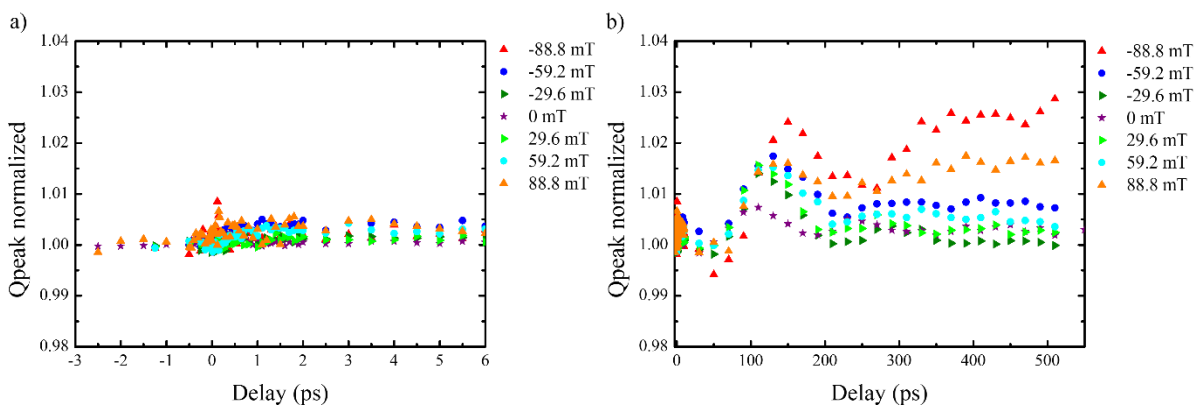 a)
Qpeak normalized
1.04
1.03
1.02
1.01
1.00
0.99
0.98
-3 -2 -1 0 1 2 3 4 5 6
Delay (ps)
-88.8 mT
-59.2 mT
-29.6 mT
0 mT
29.6 mT
59.2 mT
88.8 mT
b)
Qpeak normalized
1.04
1.03
1.02
1.01
1.00
0.99
0.98
0 100 200 300 400 500
Delay (ps)
-88.8 mT
-59.2 mT
-29.6 mT
0 mT
29.6 mT
59.2 mT
88.8 mT